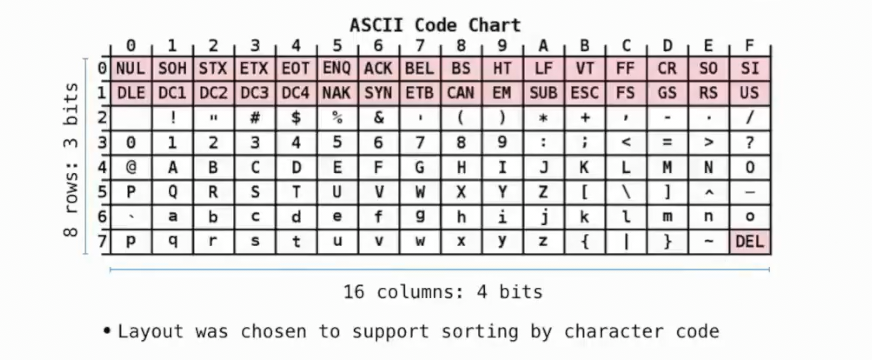 ASCII Code Chart
0 1 2 3 4 5 6 7 8 9 A B C D E F
0 NUL SOH STX ETX EOT ENQ ACK BEL BS HT LF VT FF CR SO SI
1 DLE DC1 DC2 DC3 DC4 NAK SYN ETB CAN EM SUB ESC FS GS RS US
2 ! " # $ % & ' ( ) * + , - . /
3 0 1 2 3 4 5 6 7 8 9 : ; < = > ?
4 @ A B C D E F G H I J K L M N O
5 P Q R S T U V W X Y Z [ \ ] ^ _
6 ` a b c d e f g h i j k l m n o
7 p q r s t u v w x y z { | } ~ DEL
8 rows: 3 bits
16 columns: 4 bits
• Layout was chosen to support sorting by character code